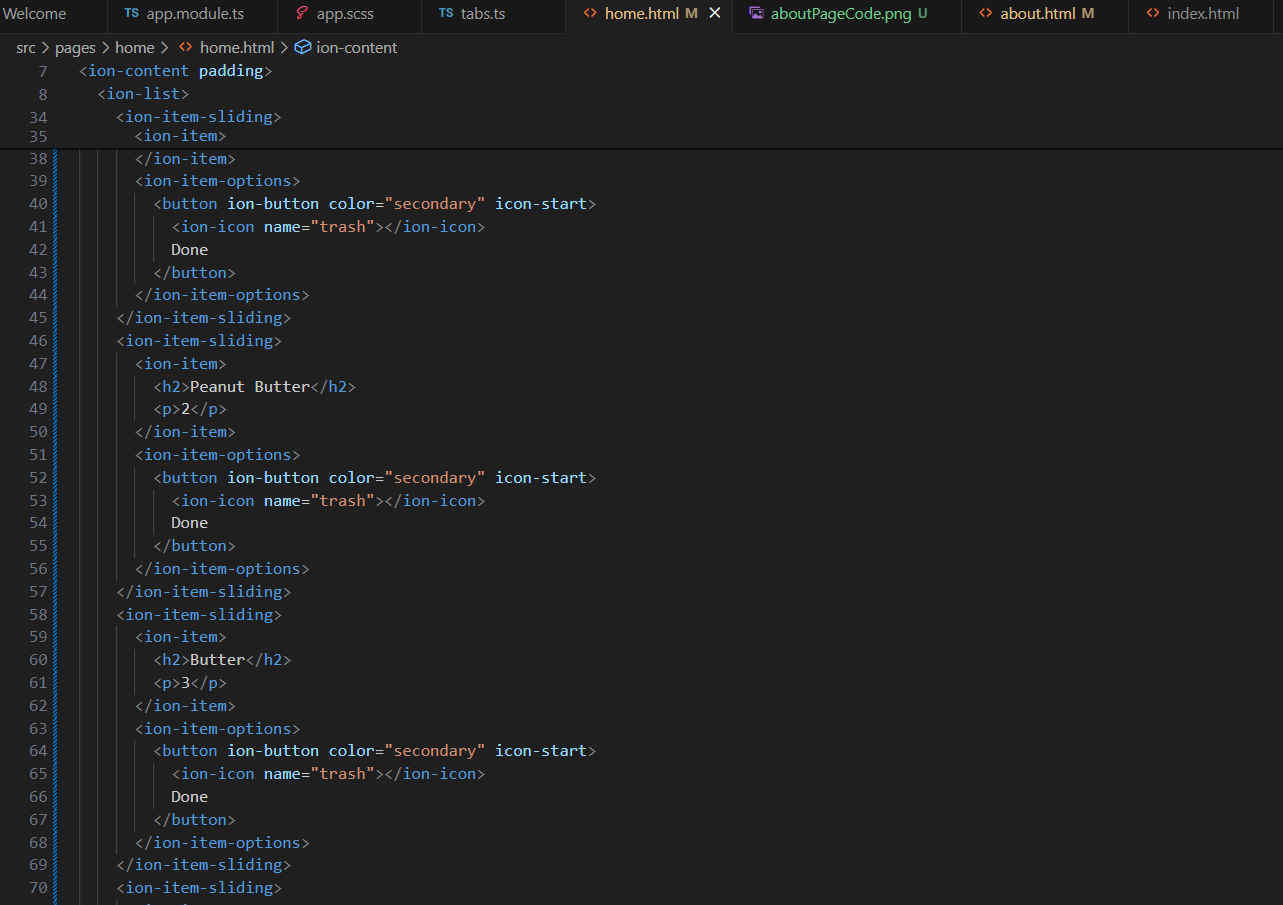 Welcome TS app.module.ts app.scss TS tabs.ts <> home.html M × aboutPageCode.png U <> about.html M <> index.html
src > pages > home > <> home.html > ion-content
7 <ion-content padding>
8 <ion-list>
34 <ion-item-sliding>
35 <ion-item>
38 </ion-item>
39 <ion-item-options>
40 <button ion-button color="secondary" icon-start>
41 <ion-icon name="trash"></ion-icon>
42 Done
43 </button>
44 </ion-item-options>
45 </ion-item-sliding>
46 <ion-item-sliding>
47 <ion-item>
48 <h2>Peanut Butter</h2>
49 <p>2</p>
50 </ion-item>
51 <ion-item-options>
52 <button ion-button color="secondary" icon-start>
53 <ion-icon name="trash"></ion-icon>
54 Done
55 </button>
56 </ion-item-options>
57 </ion-item-sliding>
58 <ion-item-sliding>
59 <ion-item>
60 <h2>Butter</h2>
61 <p>3</p>
62 </ion-item>
63 <ion-item-options>
64 <button ion-button color="secondary" icon-start>
65 <ion-icon name="trash"></ion-icon>
66 Done
67 </button>
68 </ion-item-options>
69 </ion-item-sliding>
70 <ion-item-sliding>